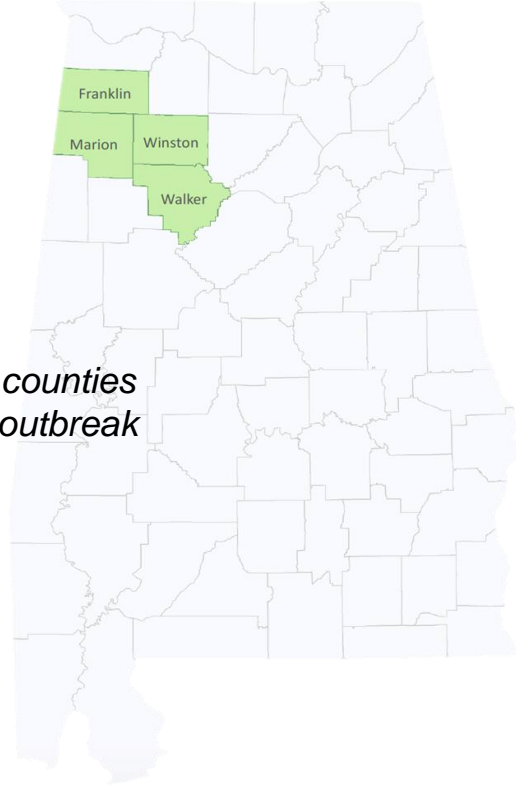 Franklin
Marion
Winston
Walker
counties
outbreak